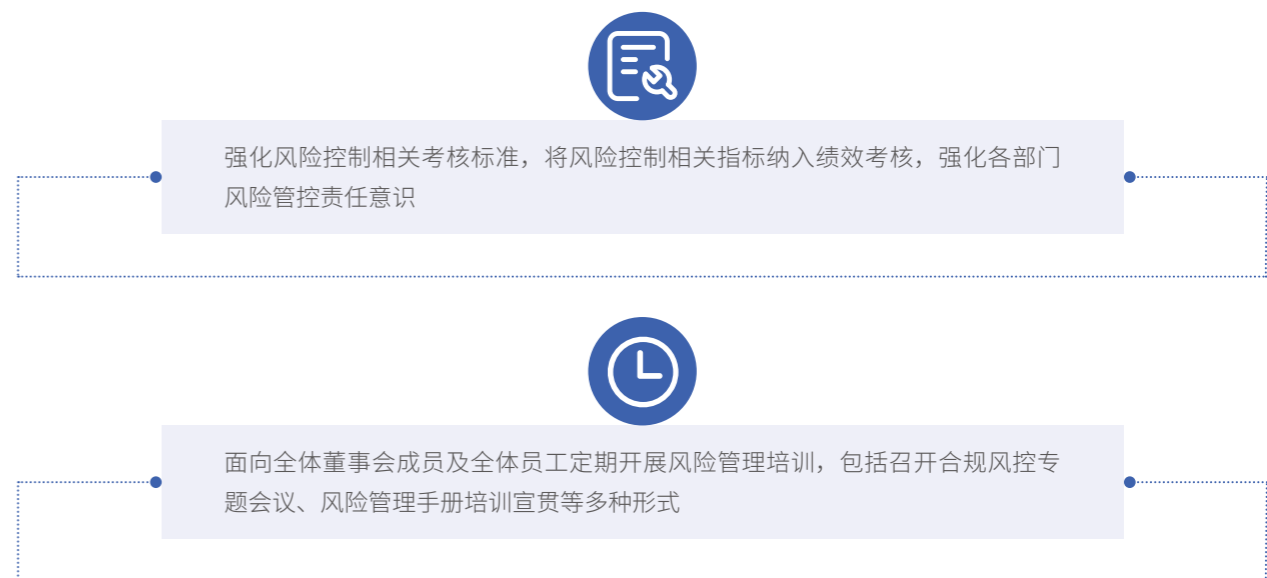 强化风险控制相关考核标准，将风险控制相关指标纳入绩效考核，强化各部门
风险管控责任意识
面向全体董事会成员及全体员工定期开展风险管理培训，包括召开合规风控专
题会议、风险管理手册培训宣贯等多种形式